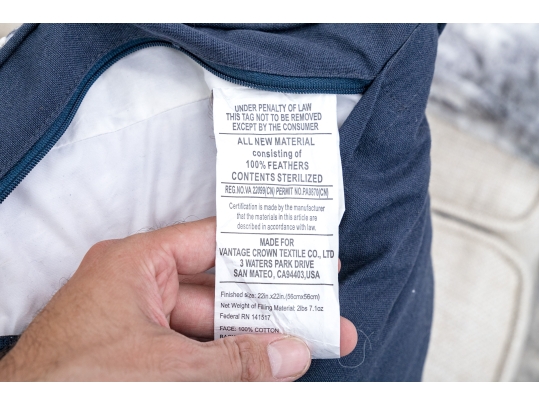 UNDER PENALTY OF LAW
THIS TAG NOT TO BE REMOVED
EXCEPT BY THE CONSUMER
ALL NEW MATERIAL
consisting of
100% FEATHERS
CONTENTS STERILIZED
REG.NO.VA 22099(CN) PERMIT NO.PA3870(CN)
Certification is made by the manufacturer
that the materials in this article are
described in accordance with law.
MADE FOR
VANTAGE CROWN TEXTILE CO., LTD
3 WATERS PARK DRIVE
SAN MATEO, CA94403,USA
Finished size: 22in.x22in.(56cmx56cm)
Net Weight of Filling Material: 2lbs 7.1oz
Federal RN 141517
FACE: 100% COTTON